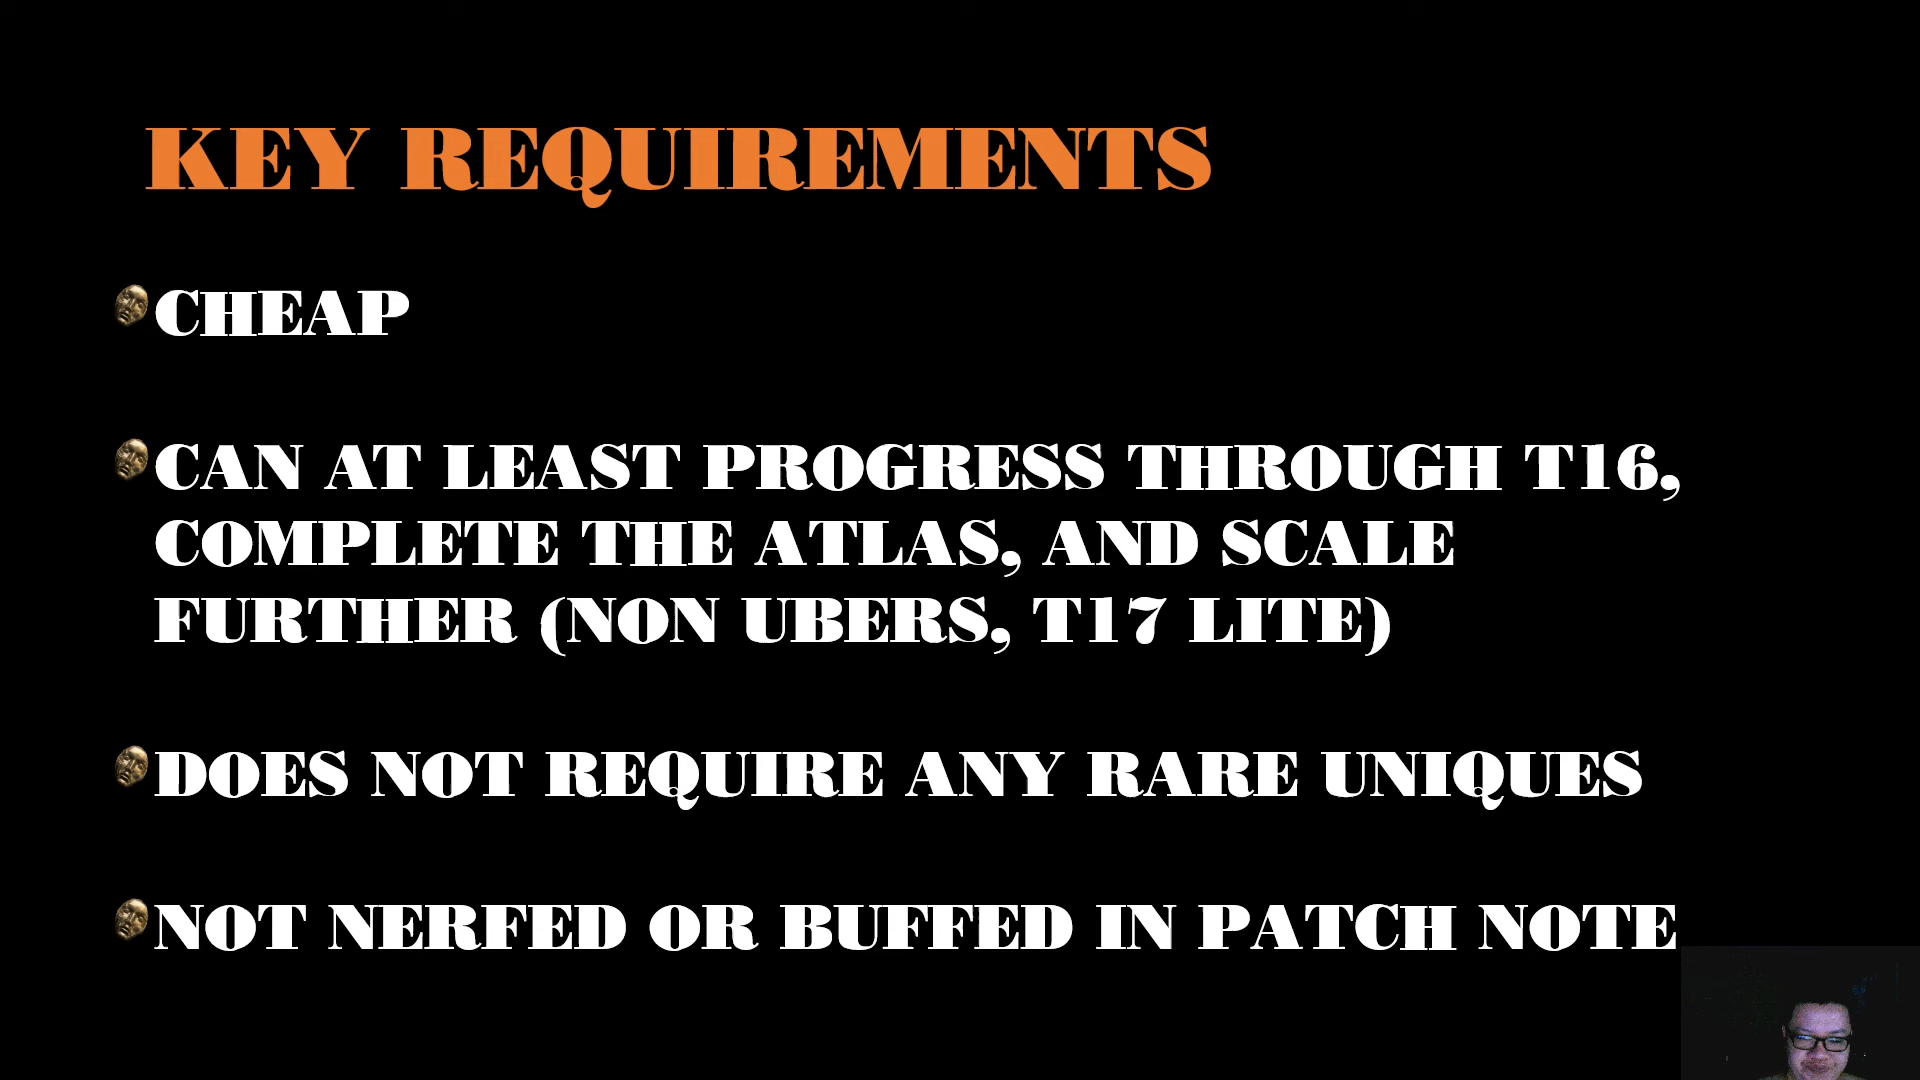 KEY REQUIREMENTS
CHEAP
CAN AT LEAST PROGRESS THROUGH T16,
COMPLETE THE ATLAS, AND SCALE
FURTHER (NON UBERS, T17 LITE)
DOES NOT REQUIRE ANY RARE UNIQUES
NOT NERFED OR BUFFED IN PATCH NOTE